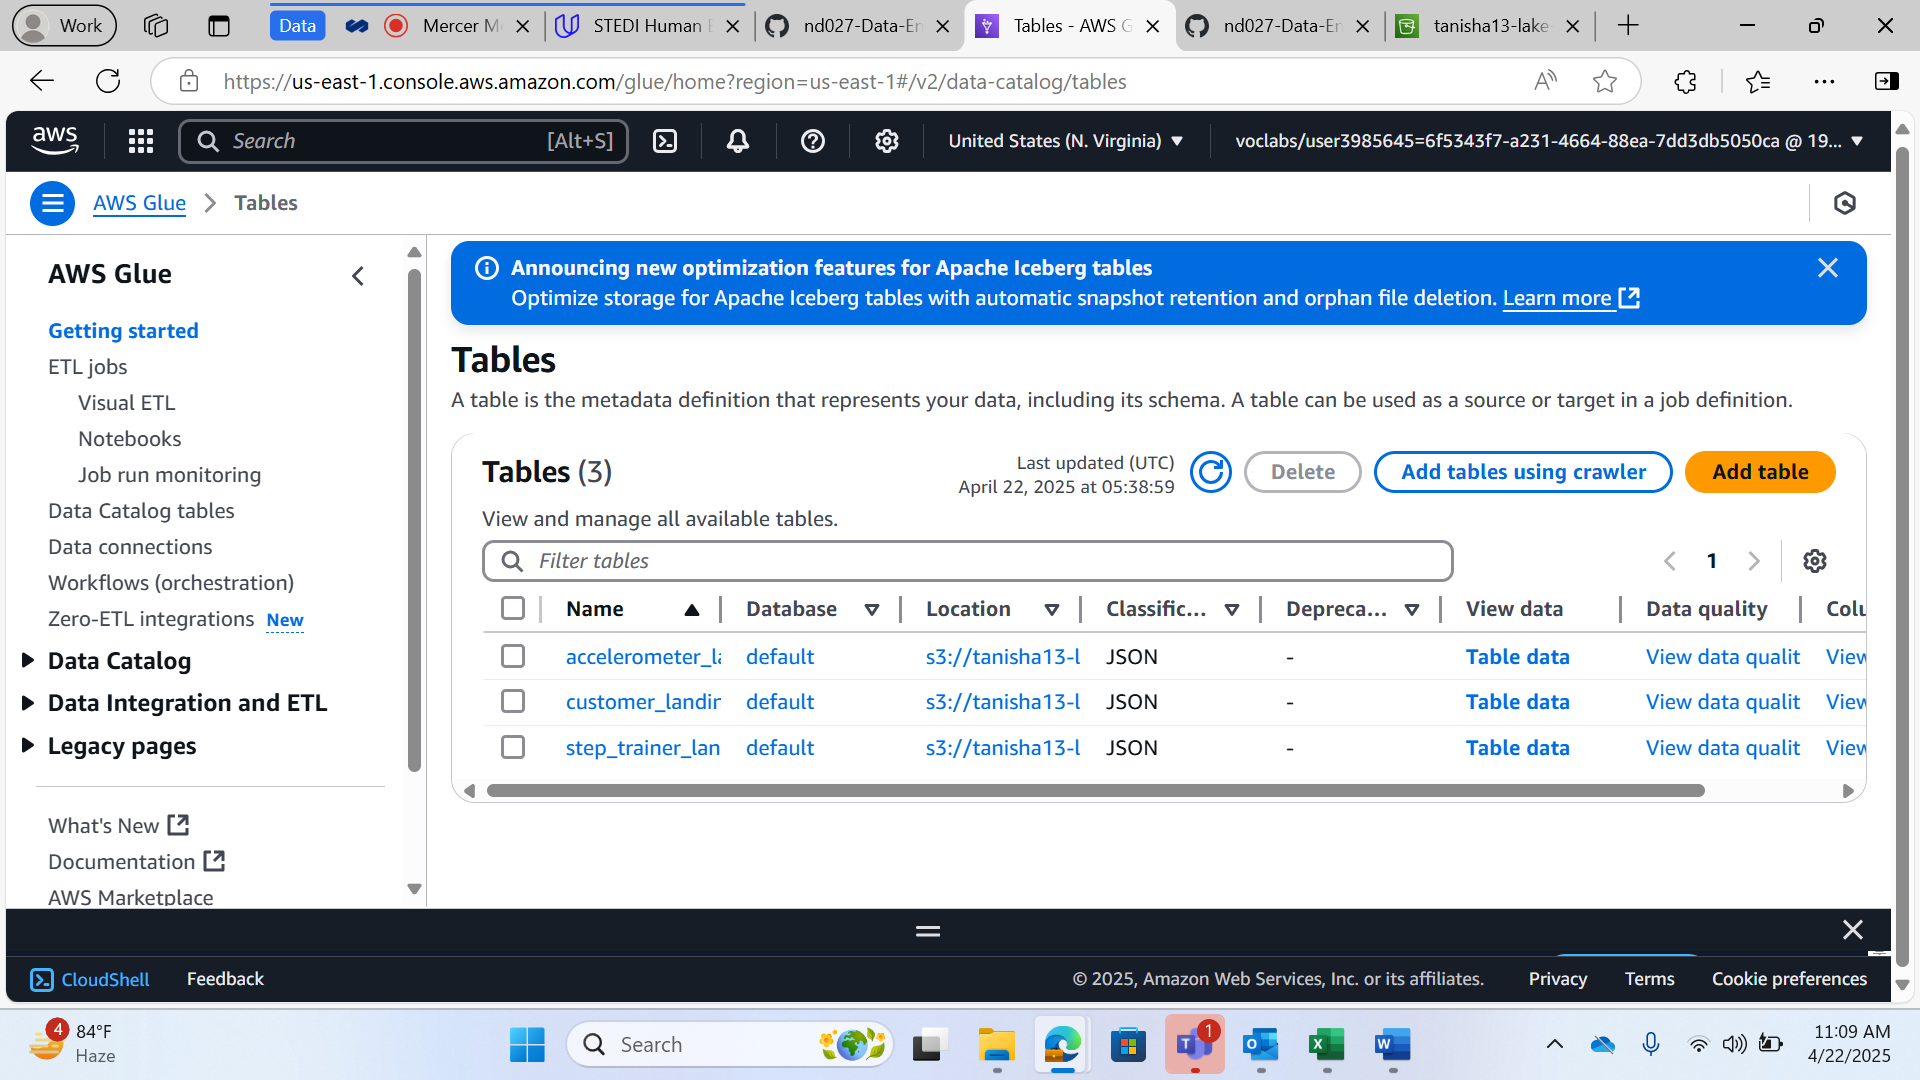 Work
Data
Mercer M
STEDI Human
nd027-Data-En
Tables - AWS G
nd027-Data-En
tanisha13-lake
https://us-east-1.console.aws.amazon.com/glue/home?region=us-east-1#/v2/data-catalog/tables
aws
Search [Alt+S]
United States (N. Virginia)
voclabs/user3985645=6f5343f7-a231-4664-88ea-7dd3db5050ca @ 19...
AWS Glue > Tables
AWS Glue
Getting started
ETL jobs
Visual ETL
Notebooks
Job run monitoring
Data Catalog tables
Data connections
Workflows (orchestration)
Zero-ETL integrations New
Data Catalog
Data Integration and ETL
Legacy pages
What's New
Documentation
AWS Marketplace
Announcing new optimization features for Apache Iceberg tables
Optimize storage for Apache Iceberg tables with automatic snapshot retention and orphan file deletion. Learn more
Tables
A table is the metadata definition that represents your data, including its schema. A table can be used as a source or target in a job definition.
Tables (3)
Last updated (UTC)
April 22, 2025 at 05:38:59
Delete
Add tables using crawler
Add table
View and manage all available tables.
Filter tables
1
Name Database Location Classific... Depreca... View data Data quality Colu
accelerometer_la default s3://tanisha13-l JSON - Table data View data qualit View
customer_landin default s3://tanisha13-l JSON - Table data View data qualit View
step_trainer_lan default s3://tanisha13-l JSON - Table data View data qualit View
CloudShell Feedback
© 2025, Amazon Web Services, Inc. or its affiliates. Privacy Terms Cookie preferences
4
84°F
Haze
Search
1
11:09 AM
4/22/2025